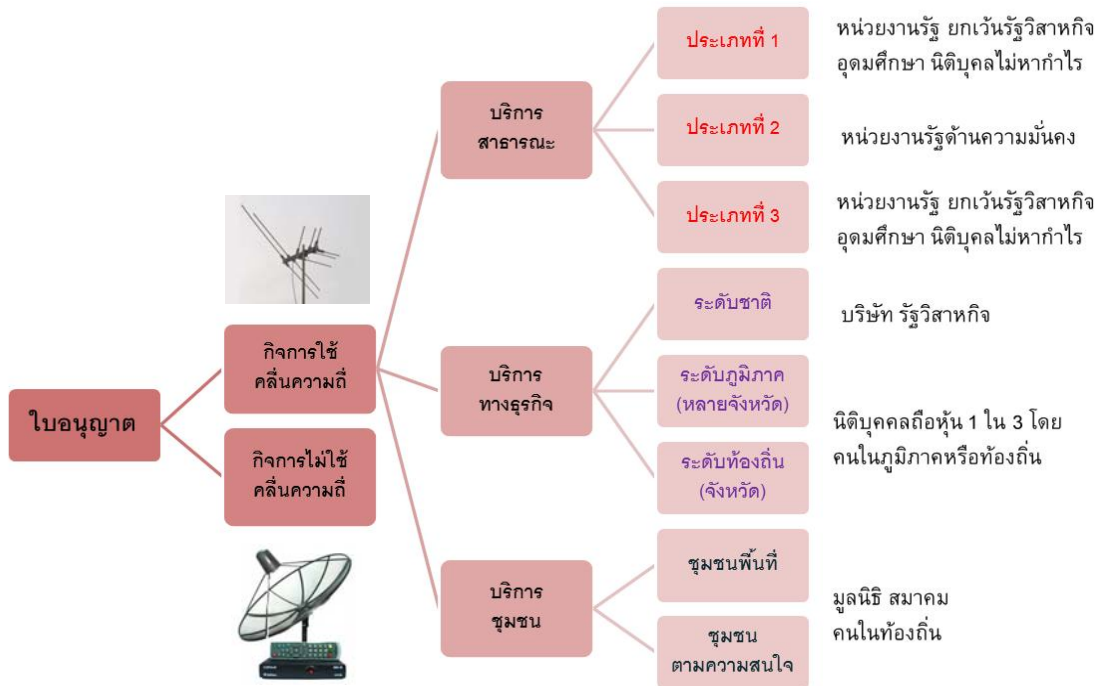 ใบอนุญาต
กิจการใช้
คลื่นความถี่
กิจการไม่ใช้
คลื่นความถี่
บริการ
สาธารณะ
ประเภทที่ 1
หน่วยงานรัฐ ยกเว้นรัฐวิสาหกิจ
อุดมศึกษา นิติบุคลไม่หากำไร
ประเภทที่ 2
หน่วยงานรัฐด้านความมั่นคง
ประเภทที่ 3
หน่วยงานรัฐ ยกเว้นรัฐวิสาหกิจ
อุดมศึกษา นิติบุคลไม่หากำไร
บริการ
ทางธุรกิจ
ระดับชาติ
บริษัท รัฐวิสาหกิจ
ระดับภูมิภาค
(หลายจังหวัด)
ระดับท้องถิ่น
(จังหวัด)
นิติบุคคลถือหุ้น 1 ใน 3 โดย
คนในภูมิภาคหรือท้องถิ่น
บริการ
ชุมชน
ชุมชนพื้นที่
ชุมชน
ตามความสนใจ
มูลนิธิ สมาคม
คนในท้องถิ่น